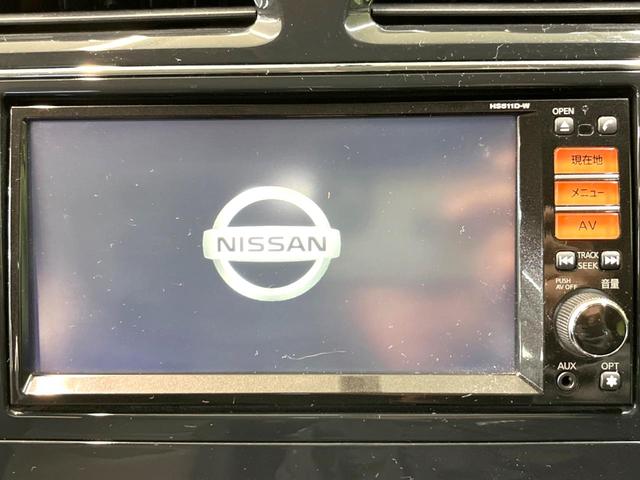 HS511D-W
OPEN
現在地
メニュー
AV
NISSAN
TRACK
SEEK
PUSH
AV OFF
音量
AUX
OPT